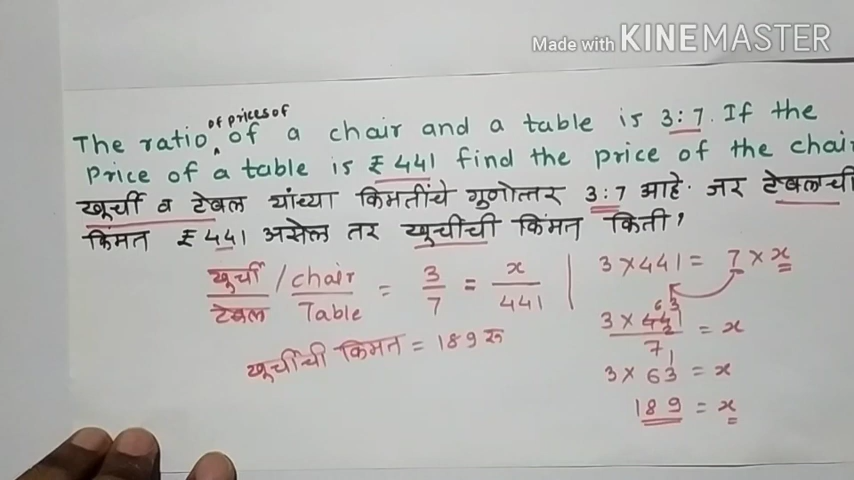 Made with KINEMASTER
of prices of
The ratio of a chair and a table is 3:7. If the
price of a table is ₹441 find the price of the chair
खूर्ची व टेबल यांच्या किमतींचे गुणोत्तर 3:7 आहे. जर टेबलची
किंमत ₹441 असेल तर खूर्चीची किंमत किती?
खूर्ची / chair = 3 = x
टेबल Table 7 441
खूर्चीची किंमत = 189 रू
3 × 441 = 7 × x
63
3 × 441 = x
7
1
3 × 63 = x
189 = x